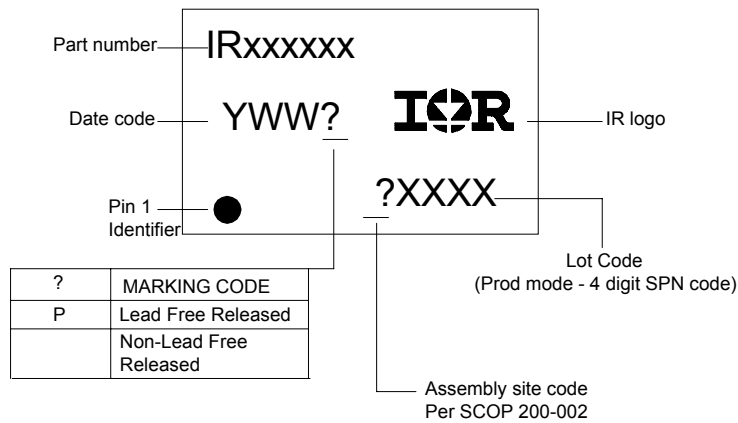 Part number
IRxxxxxx
Date code
YWW?
IOR
IR logo
?XXXX
Pin 1
Identifier
Lot Code
(Prod mode - 4 digit SPN code)
? MARKING CODE
P Lead Free Released
Non-Lead Free
Released
Assembly site code
Per SCOP 200-002